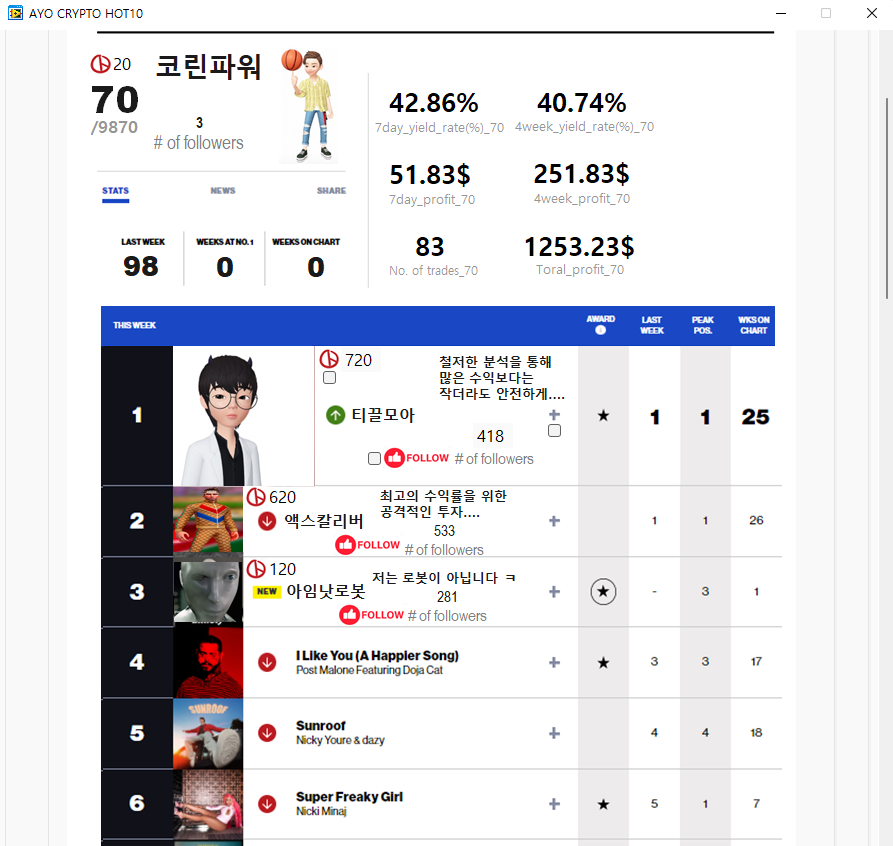 AYO CRYPTO HOT10
20
코린파워
70
/9870
3
# of followers
STATS
NEWS
SHARE
LAST WEEK
98
WEEKS AT NO. 1
0
WEEKS ON CHART
0
42.86%
7day_yield_rate(%)_70
40.74%
4week_yield_rate(%)_70
51.83$
7day_profit_70
251.83$
4week_profit_70
83
No. of trades_70
1253.23$
Toral_profit_70
THIS WEEK
AWARD
LAST WEEK
PEAK POS.
WKS ON CHART
1
720
철저한 분석을 통해
많은 수익보다는
작더라도 안전하게....
티끌모아
418
FOLLOW
# of followers
1
1
25
2
620
최고의 수익률을 위한
공격적인 투자....
액스칼리버
533
FOLLOW
# of followers
1
1
26
3
120
저는 로봇이 아닙니다 ㅋ
NEW
아임낫로봇
281
FOLLOW
# of followers
-
3
1
4
I Like You (A Happier Song)
Post Malone Featuring Doja Cat
3
3
17
5
SUNROOF
Sunroof
Nicky Youre & dazy
4
4
18
6
Super Freaky Girl
Nicki Minaj
5
1
7